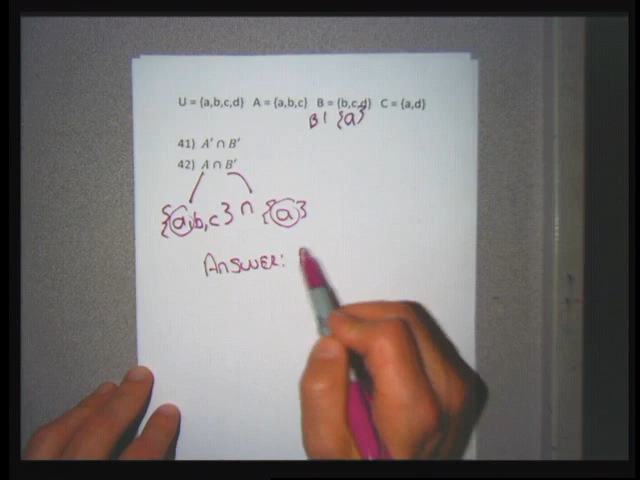 U = {a,b,c,d} A = {a,b,c} B = {b,c,d} C = {a,d}
B' {a}
41) A' ∩ B'
42) A ∩ B'
{a,b,c} ∩ {a}
Answer: